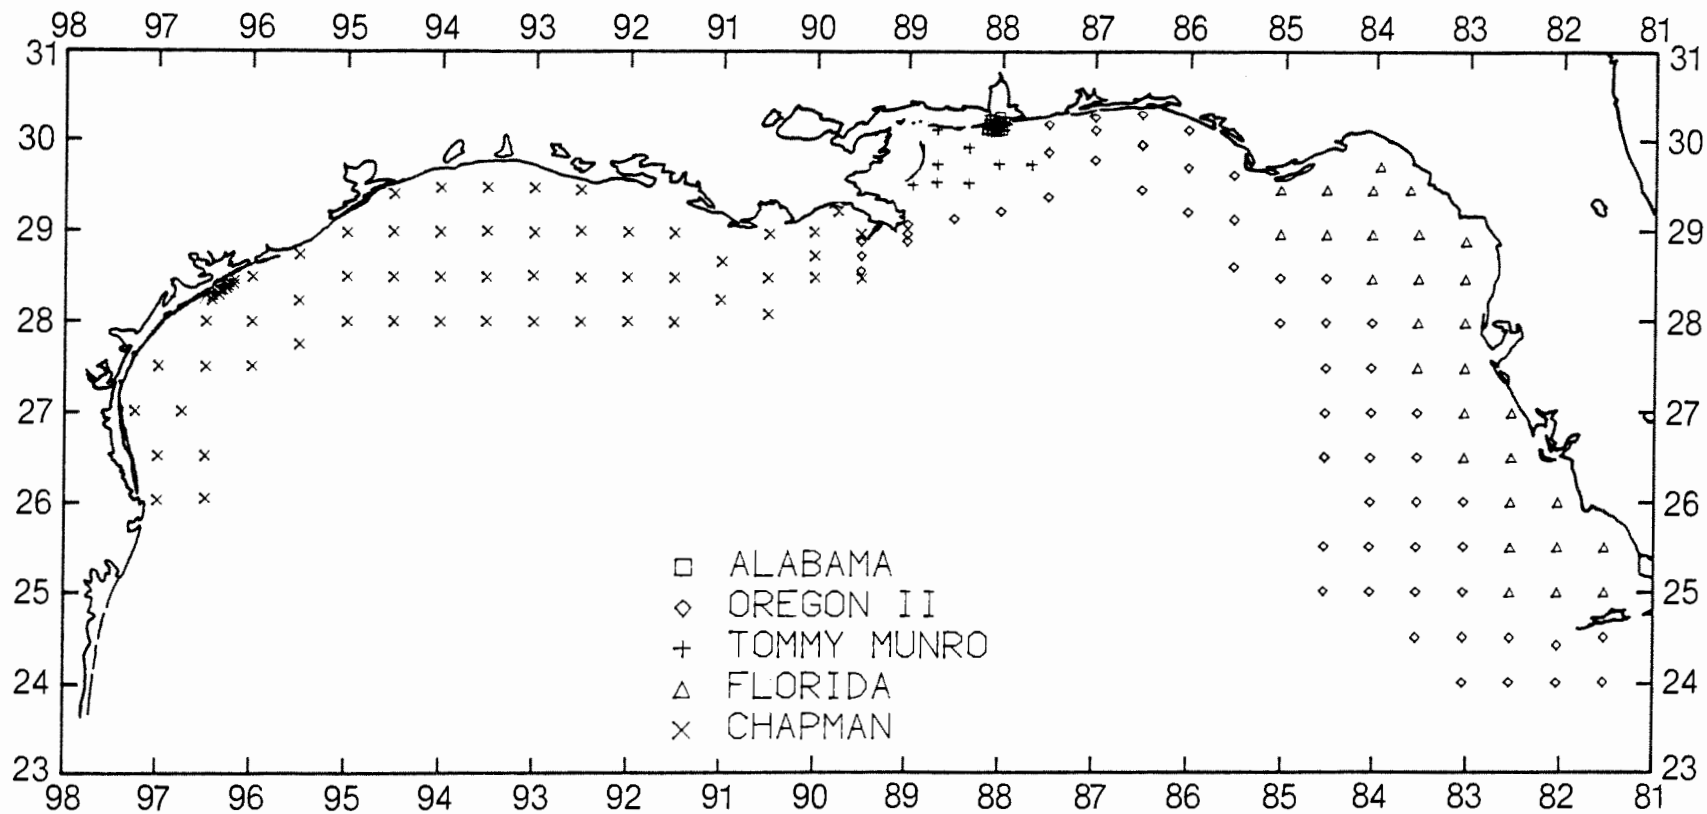 98 97 96 95 94 93 92 91 90 89 88 87 86 85 84 83 82 81
31 31
30 30
29 29
28 28
27 27
26 26
□ ALABAMA
25 25
◇ OREGON II
+ TOMMY MUNRO
24 24
△ FLORIDA
× CHAPMAN
23 23
98 97 96 95 94 93 92 91 90 89 88 87 86 85 84 83 82 81